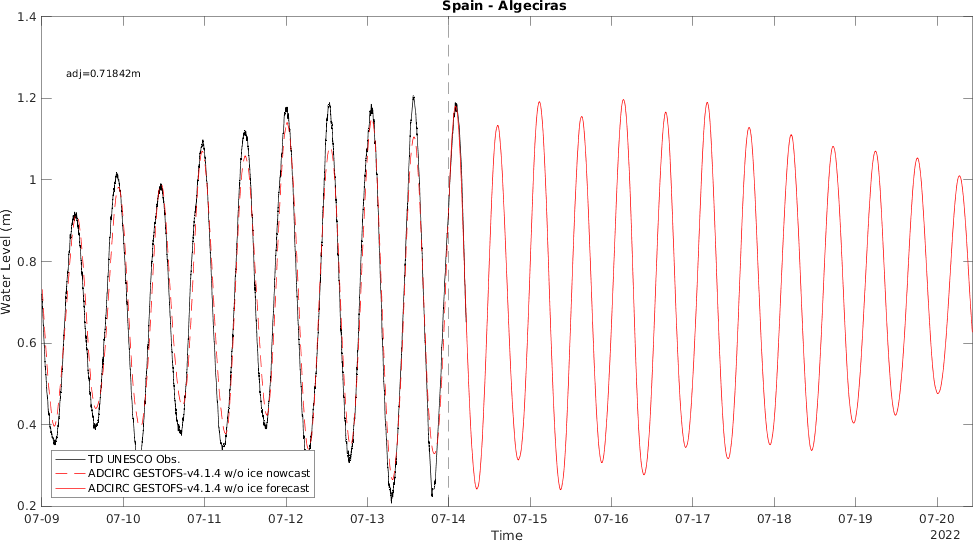 Spain - Algeciras
1.4
adj=0.71842m
1.2
1
0.8
Water Level (m)
0.6
0.4
TD UNESCO Obs.
ADCIRC GESTOFS-v4.1.4 w/o ice nowcast
ADCIRC GESTOFS-v4.1.4 w/o ice forecast
0.2
07-09 07-10 07-11 07-12 07-13 07-14 07-15 07-16 07-17 07-18 07-19 07-20
Time
2022